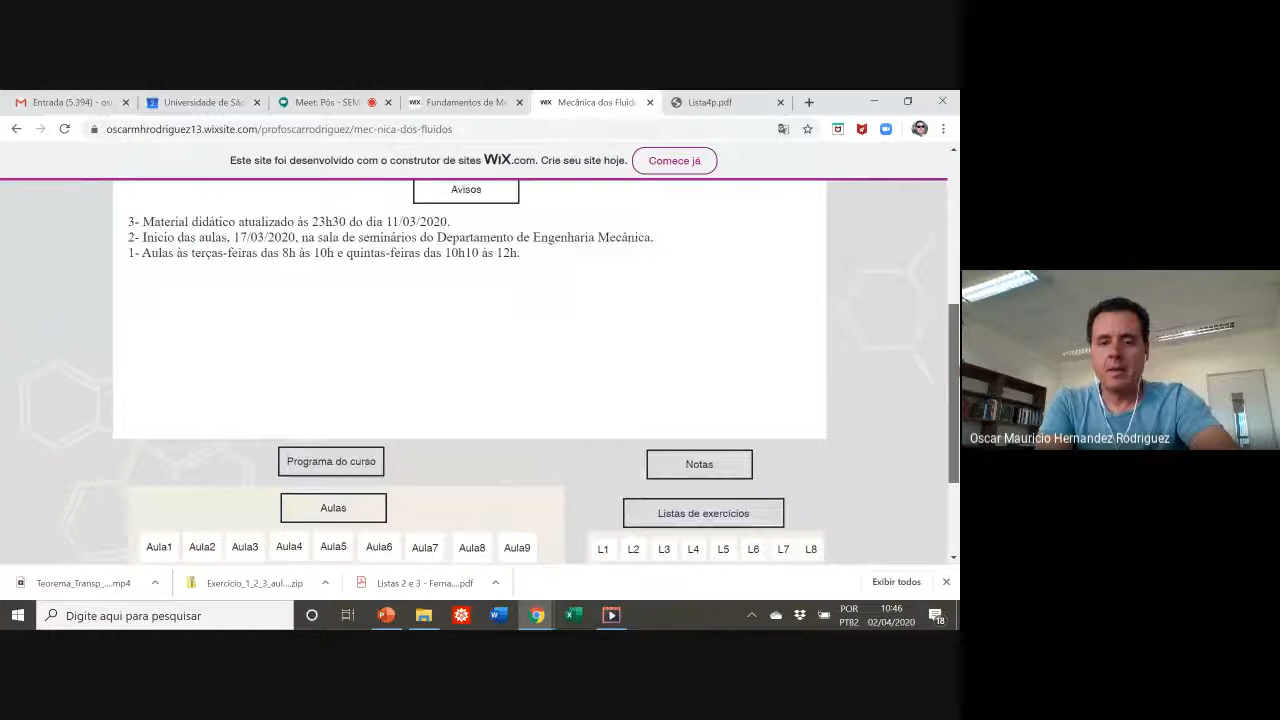 Entrada (5.394) - os
Universidade de Sã
Meet: Pós - SEM
Fundamentos de M
Mecânica dos Fluid
Lista4p.pdf
oscarmhrodriguez13.wixsite.com/profoscarrodriguez/mec-nica-dos-fluidos
Este site foi desenvolvido com o construtor de sites WiX.com. Crie seu site hoje. Comece já
Avisos
3- Material didático atualizado às 23h30 do dia 11/03/2020.
2- Inicio das aulas, 17/03/2020, na sala de seminários do Departamento de Engenharia Mecânica.
1- Aulas às terças-feiras das 8h às 10h e quintas-feiras das 10h10 às 12h.
Oscar Mauricio Hernandez Rodriguez
Programa do curso
Notas
Aulas
Listas de exercícios
Aula1 Aula2 Aula3 Aula4 Aula5 Aula6 Aula7 Aula8 Aula9
L1 L2 L3 L4 L5 L6 L7 L8
Teorema_Transp_....mp4
Exercicio_1_2_3_aul....zip
Listas 2 e 3 - Ferna....pdf
Exibir todos
Digite aqui para pesquisar
POR
PTB2
10:46
02/04/2020
18